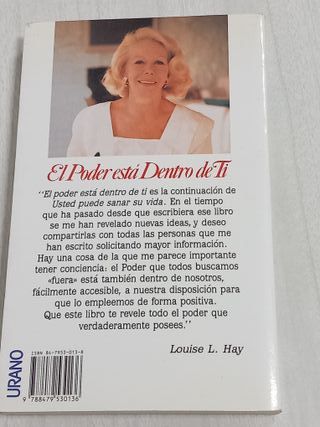 El Poder está Dentro de Ti
"El poder está dentro de ti es la continuación de
Usted puede sanar su vida. En el tiempo
que ha pasado desde que escribiera ese libro
se me han revelado nuevas ideas, y deseo
compartirlas con todas las personas que me
han escrito solicitando mayor información.
Hay una cosa de la que me parece importante
tener conciencia: el Poder que todos buscamos
«fuera» está también dentro de nosotros,
fácilmente accesible, a nuestra disposición para
que lo empleemos de forma positiva.
Que este libro te revele todo el poder que
verdaderamente posees."
Louise L. Hay
URANO
ISBN 84-7953-013-8
9 788479 530136